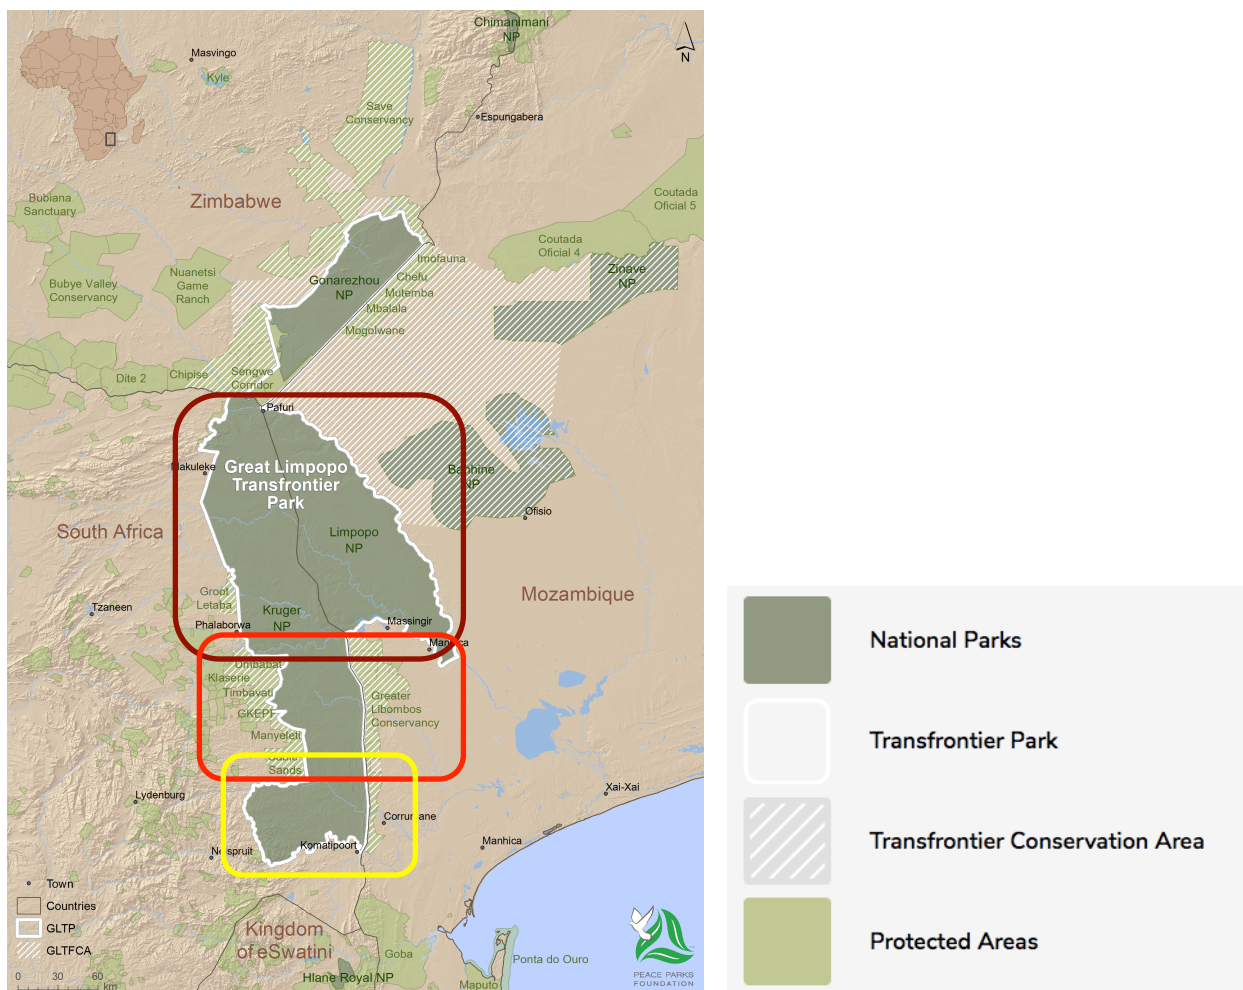 Chimanimani
NP
N
Masvingo
Kyle
Save
Conservancy
Espungabera
Zimbabwe
Bubiana
Sanctuary
Coutada
Oficial 5
Coutada
Oficial 4
Imofauna
Zinave
NP
Nuanetsi
Game
Ranch
Bubye Valley
Conservancy
Gonarezhou
NP
Chefu
Mutemba
Mbalala
Mogolwane
Dite 2
Chipise
Sengwe
Corridor
Pafuri
Makuleke
Great Limpopo
Transfrontier
Park
Banhine
NP
Ofisio
South Africa
Limpopo
NP
Mozambique
Tzaneen
Groot
Letaba
Kruger
NP
Phalaborwa
Massingir
Umbabat
Klaserie
Timbavati
GKEPF
Manyeleti
Sands
Greater
Libombos
Conservancy
Lydenburg
Xai-Xai
Komatipoort
Manhica
Town
Countries
GLTP
GLTFCA
0 30 60
km
Kingdom
of eSwatini
Goba
Hlane Royal NP
Ponta do Ouro
Maputo
PEACE PARKS
FOUNDATION
National Parks
Transfrontier Park
Transfrontier Conservation Area
Protected Areas